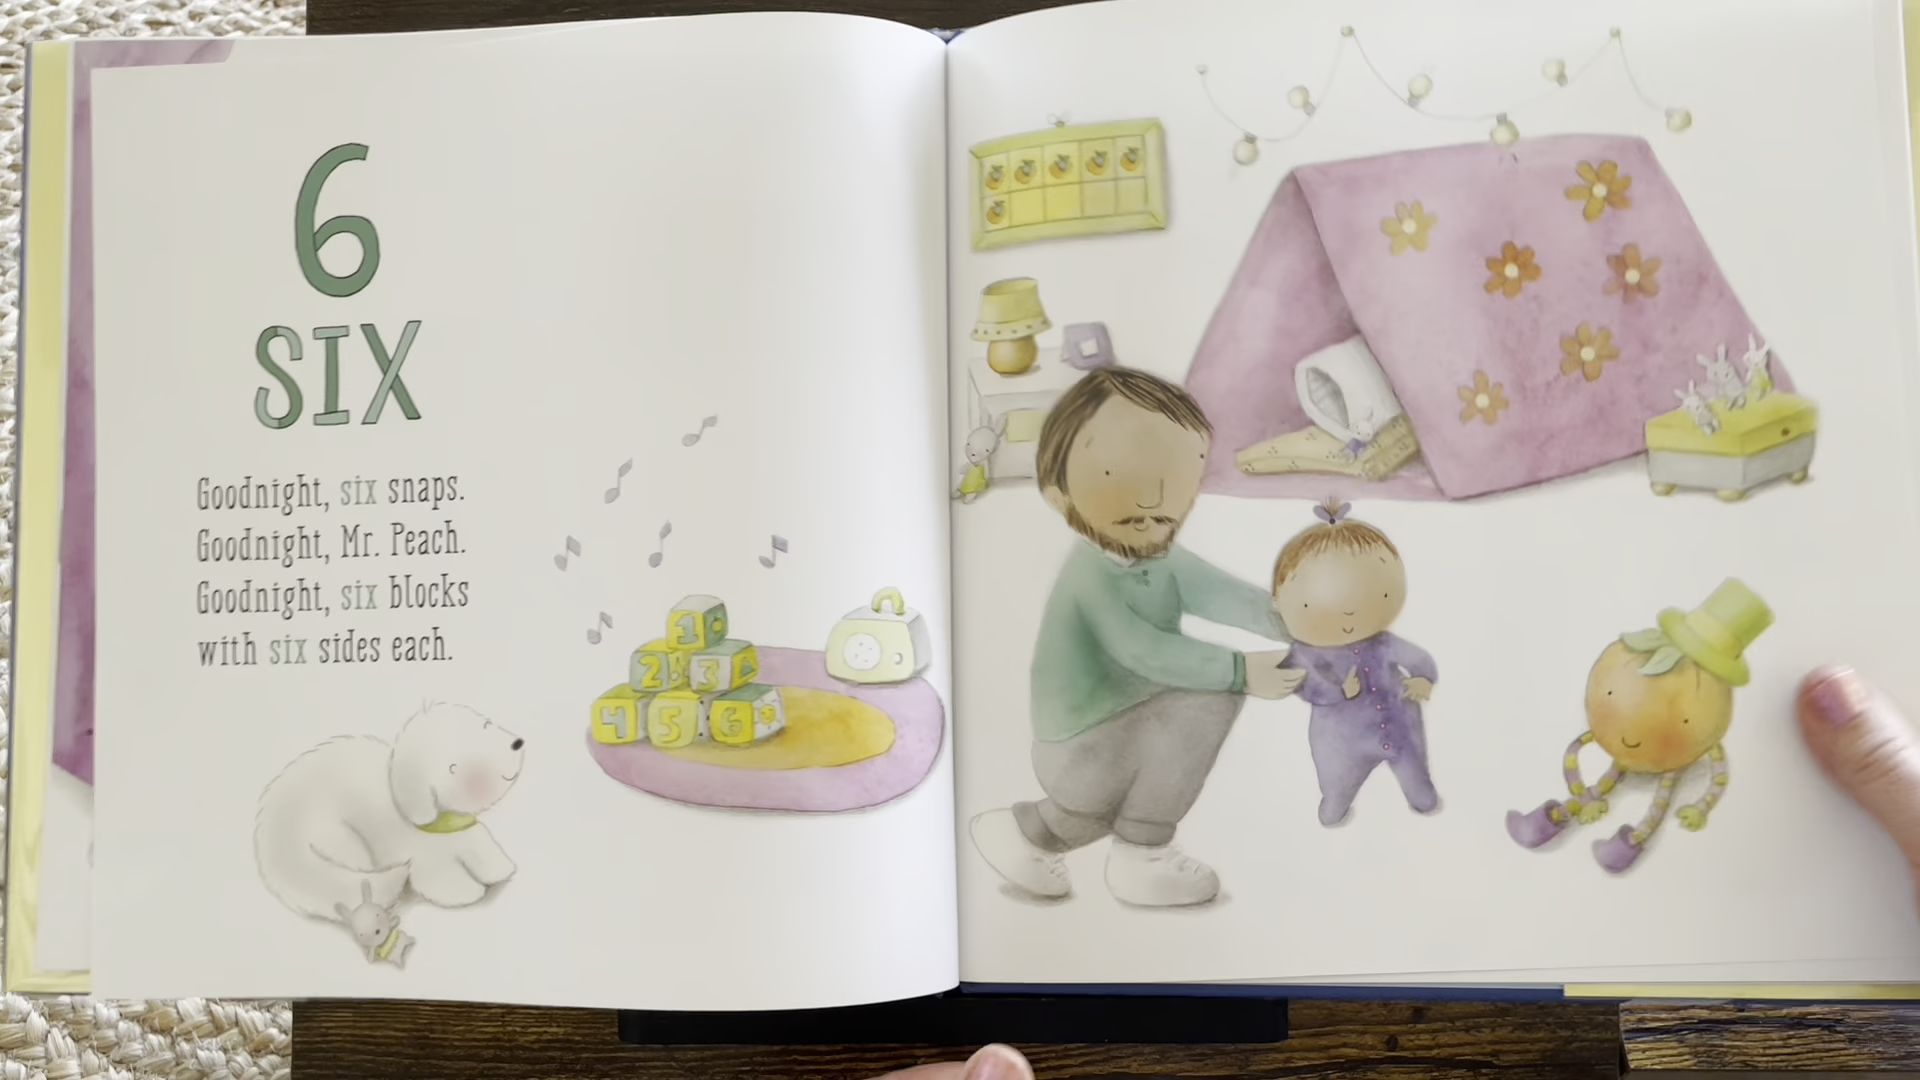 6
SIX
Goodnight, six snaps.
Goodnight, Mr. Peach.
Goodnight, six blocks
with six sides each.
1
2 3
4 5 6